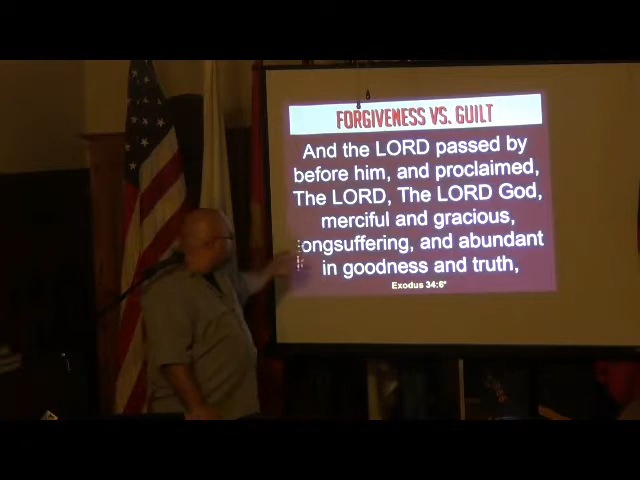 FORGIVENESS VS. GUILT
And the LORD passed by
before him, and proclaimed,
The LORD, The LORD God,
merciful and gracious,
longsuffering, and abundant
in goodness and truth,
Exodus 34:6*